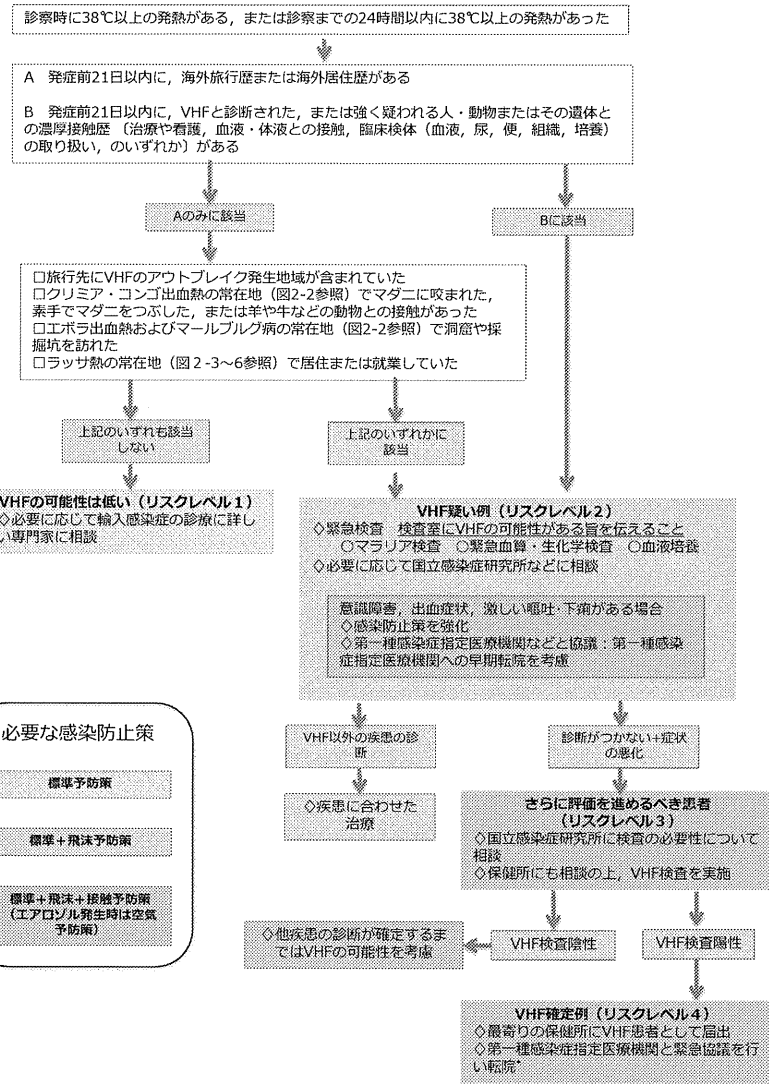 診察時に38℃以上の発熱がある，または診察までの24時間以内に38℃以上の発熱があった
A　発症前21日以内に，海外旅行歴または海外居住歴がある
B　発症前21日以内に，VHFと診断された，または強く疑われる人・動物またはその遺体と
の濃厚接触歴〔治療や看護，血液・体液との接触，臨床検体（血液，尿，便，組織，培養）
の取り扱い，のいずれか〕がある
Aのみに該当
Bに該当
□旅行先にVHFのアウトブレイク発生地域が含まれていた
□クリミア・コンゴ出血熱の常在地（図2-2参照）でマダニに咬まれた，
素手でマダニをつぶした，または羊や牛などの動物との接触があった
□エボラ出血熱およびマールブルグ病の常在地（図2-2参照）で洞窟や採
掘坑を訪れた
□ラッサ熱の常在地（図２-3～6参照）で居住または就業していた
上記のいずれも該当
しない
上記のいずれかに
該当
VHFの可能性は低い（リスクレベル１）
◇必要に応じて輸入感染症の診療に詳し
い専門家に相談
VHF疑い例（リスクレベル２）
◇緊急検査　検査室にVHFの可能性がある旨を伝えること
○マラリア検査　○緊急血算・生化学検査　○血液培養
◇必要に応じて国立感染症研究所などに相談
意識障害，出血症状，激しい嘔吐･下痢がある場合
◇感染防止策を強化
◇第一種感染症指定医療機関などと協議：第一種感染
症指定医療機関への早期転院を考慮
VHF以外の疾患の診
断
診断がつかない+症状
の悪化
◇疾患に合わせた
治療
さらに評価を進めるべき患者
（リスクレベル３）
◇国立感染症研究所に検査の必要性について
相談
◇保健所にも相談の上，VHF検査を実施
◇他疾患の診断が確定するま
ではVHFの可能性を考慮
VHF検査陰性
VHF検査陽性
VHF確定例（リスクレベル４）
◇最寄りの保健所にVHF患者として届出
◇第一種感染症指定医療機関と緊急協議を行
い転院*
必要な感染防止策
標準予防策
標準＋飛沫予防策
標準＋飛沫＋接触予防策
（エアロゾル発生時は空気
予防策）